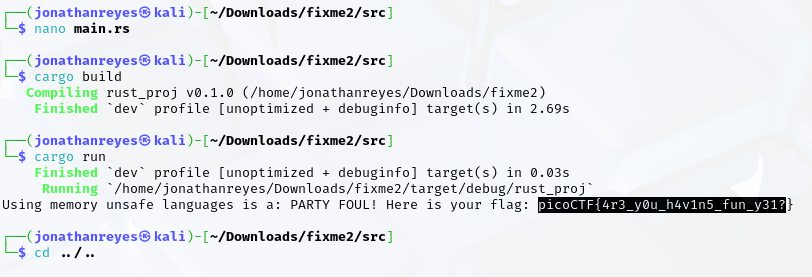 ┌──(jonathanreyes㉿kali)-[~/Downloads/fixme2/src]
└─$ nano main.rs
┌──(jonathanreyes㉿kali)-[~/Downloads/fixme2/src]
└─$ cargo build
Compiling rust_proj v0.1.0 (/home/jonathanreyes/Downloads/fixme2)
Finished `dev` profile [unoptimized + debuginfo] target(s) in 2.69s
┌──(jonathanreyes㉿kali)-[~/Downloads/fixme2/src]
└─$ cargo run
Finished `dev` profile [unoptimized + debuginfo] target(s) in 0.03s
Running `/home/jonathanreyes/Downloads/fixme2/target/debug/rust_proj`
Using memory unsafe languages is a: PARTY FOUL! Here is your flag: picoCTF{4r3_y0u_h4v1n5_fun_y31?}
┌──(jonathanreyes㉿kali)-[~/Downloads/fixme2/src]
└─$ cd ../..